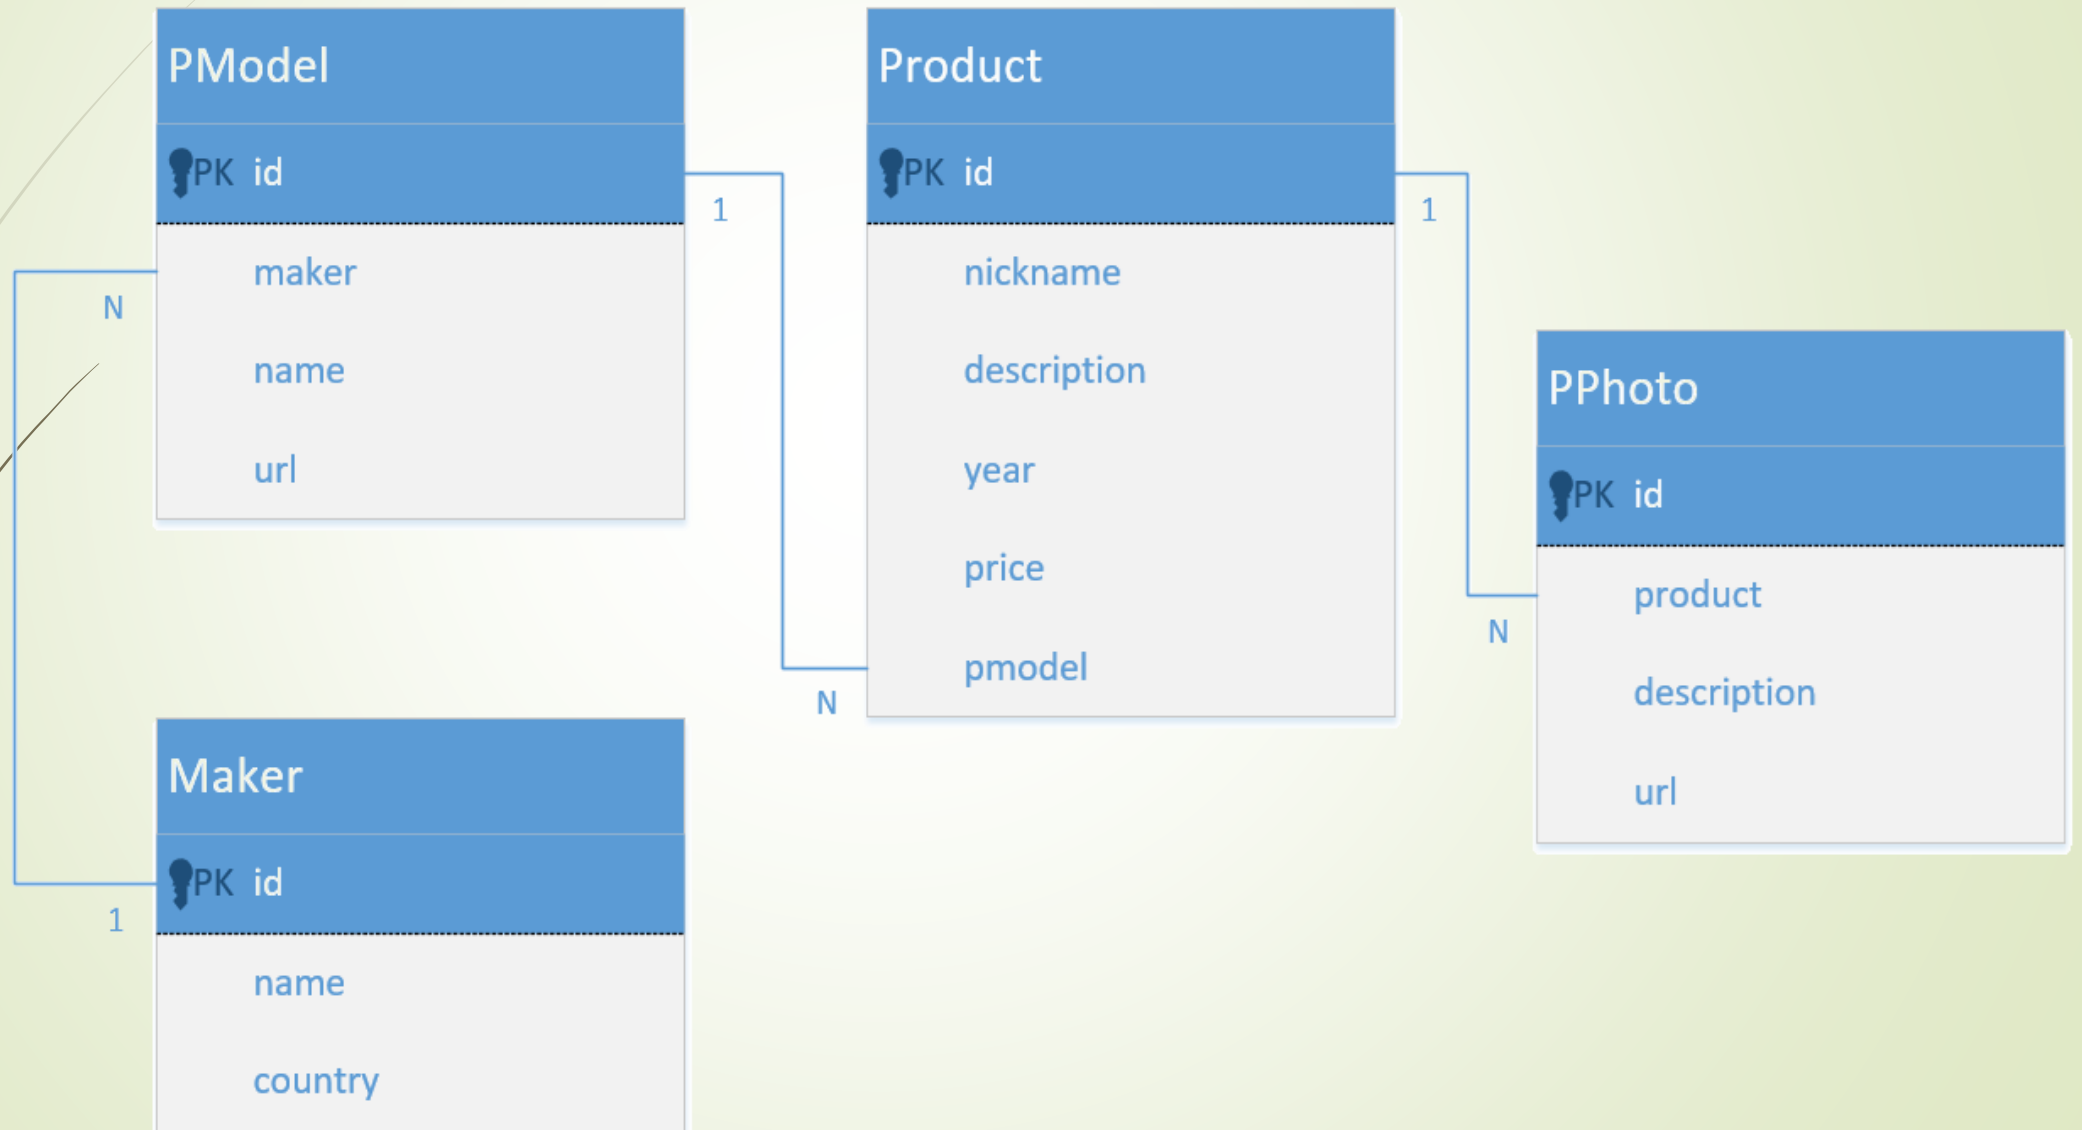 PModel
PK id
1
maker
N
name
url
Product
PK id
1
nickname
description
year
price
pmodel
N
PPhoto
PK id
product
N
description
url
Maker
PK id
1
name
country